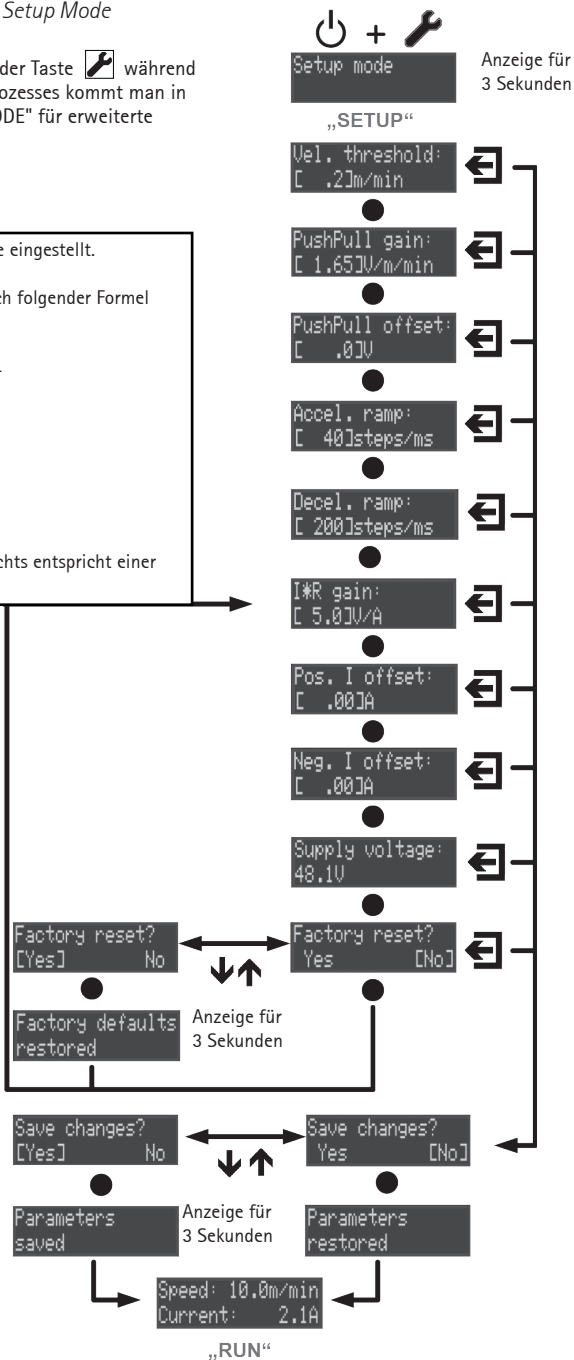 Setup Mode
der Taste während
ozesses kommt man in
DE" für erweiterte
e eingestellt.
ch folgender Formel
chts entspricht einer
+
Setup mode
Anzeige für
3 Sekunden
„SETUP“
Vel. threshold:
[ .2]m/min
PushPull gain:
[ 1.65]V/m/min
PushPull offset:
[ .0]V
Accel. ramp:
[ 40]steps/ms
Decel. ramp:
[ 200]steps/ms
I*R gain:
[ 5.0]V/A
Pos. I offset:
[ .00]A
Neg. I offset:
[ .00]A
Supply voltage:
48.1V
Factory reset?
[Yes] No
Factory reset?
Yes [No]
Factory defaults
restored
Anzeige für
3 Sekunden
Save changes?
[Yes] No
Save changes?
Yes [No]
Parameters
saved
Anzeige für
3 Sekunden
Parameters
restored
Speed: 10.0m/min
Current: 2.1A
„RUN“